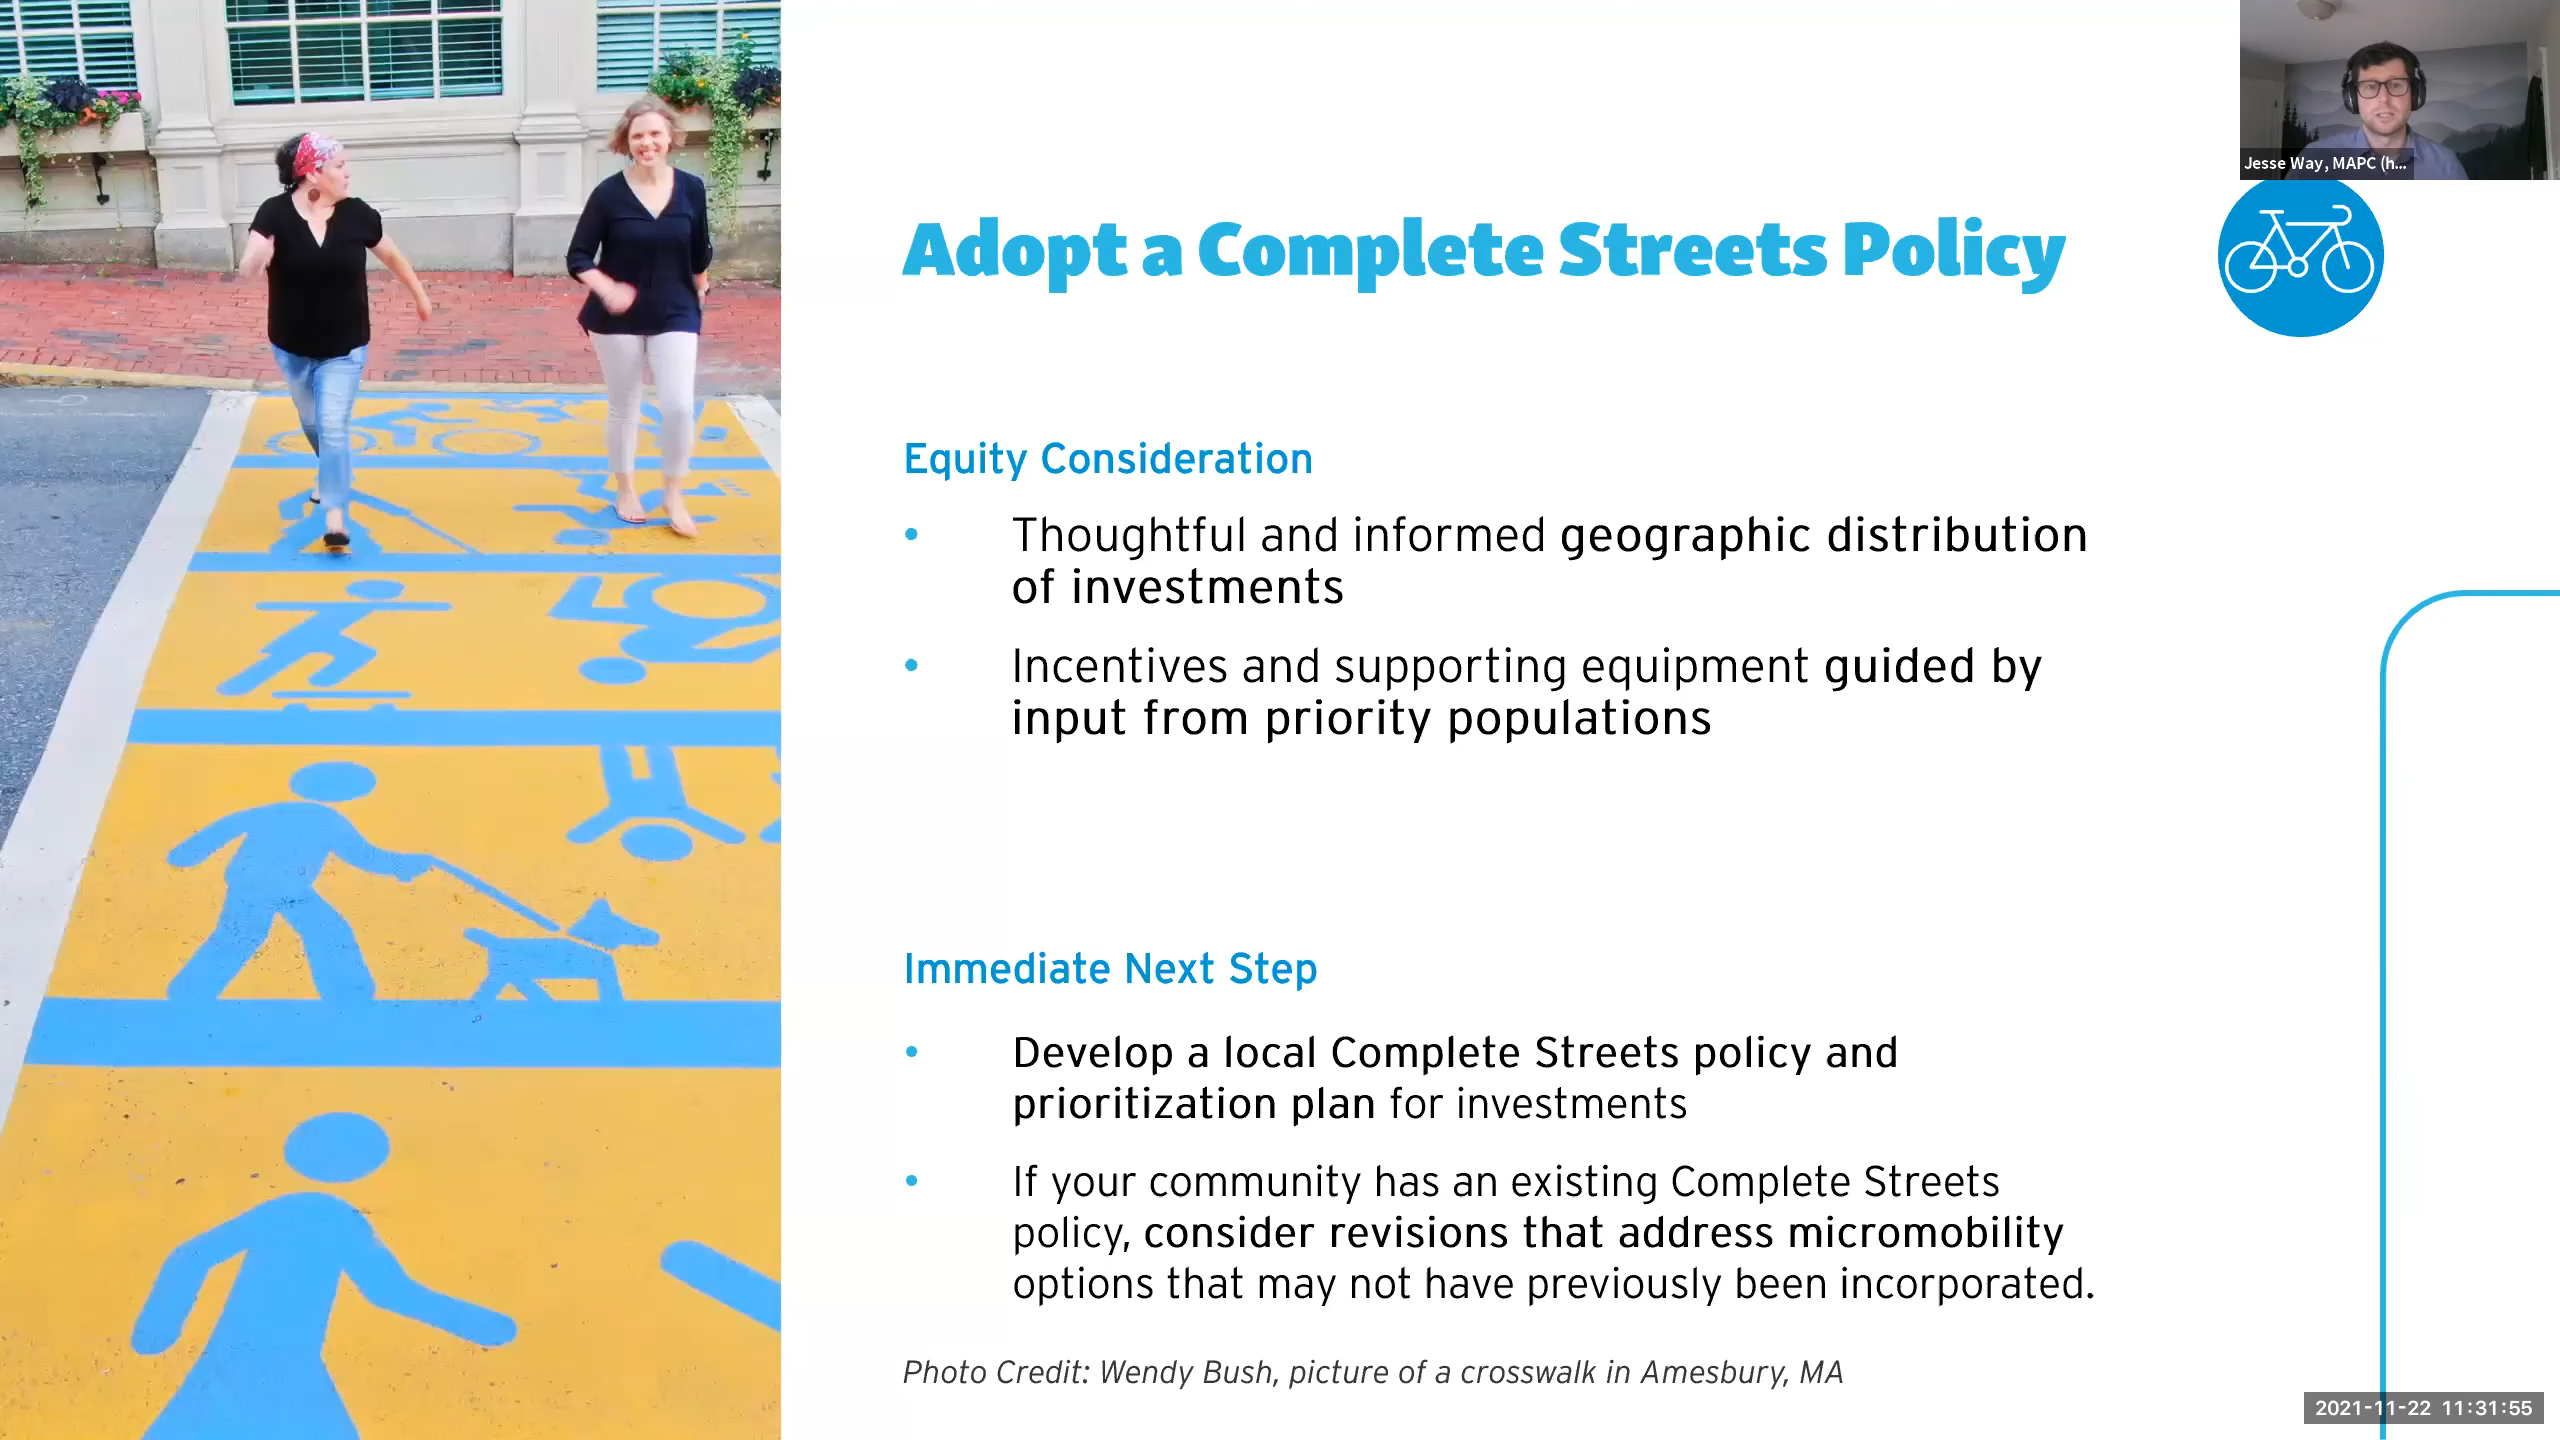 Jesse Way, MAPC (h...
Adopt a Complete Streets Policy
Equity Consideration
• Thoughtful and informed geographic distribution
of investments
• Incentives and supporting equipment guided by
input from priority populations
Immediate Next Step
• Develop a local Complete Streets policy and
prioritization plan for investments
• If your community has an existing Complete Streets
policy, consider revisions that address micromobility
options that may not have previously been incorporated.
Photo Credit: Wendy Bush, picture of a crosswalk in Amesbury, MA
2021-11-22 11:31:55